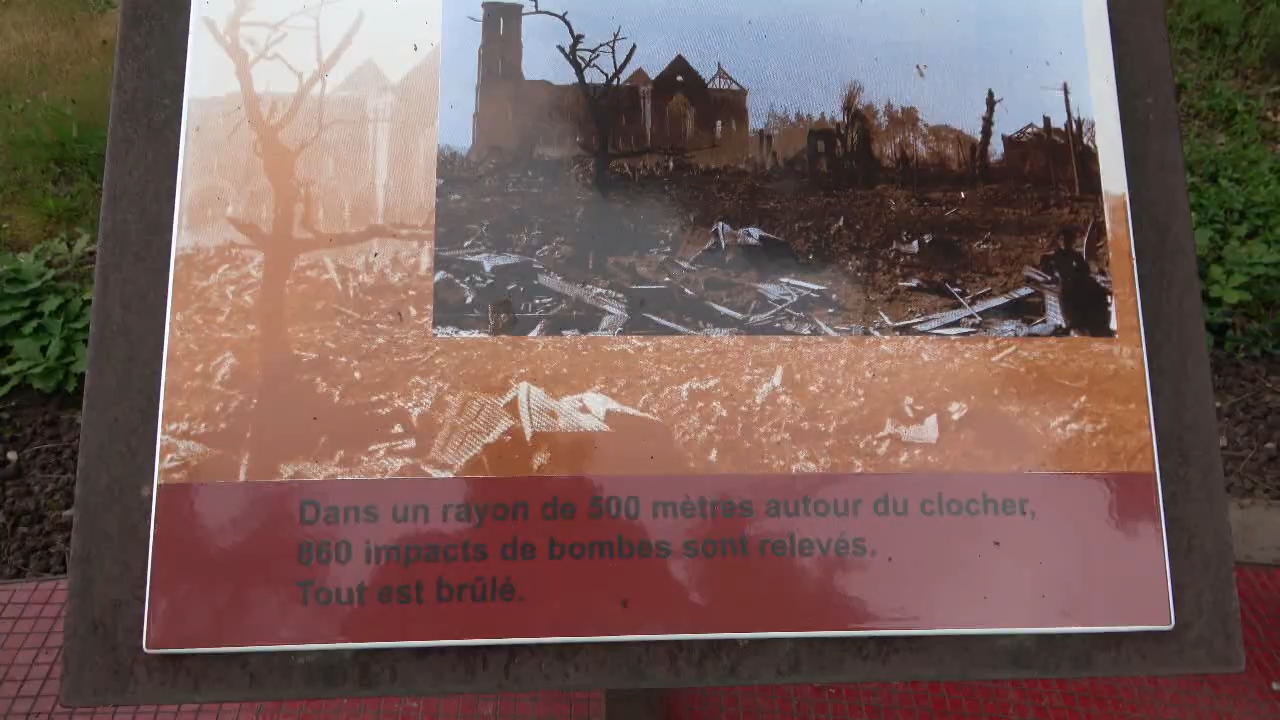 Dans un rayon de 500 mètres autour du clocher,
860 impacts de bombes sont relevés.
Tout est brûlé.